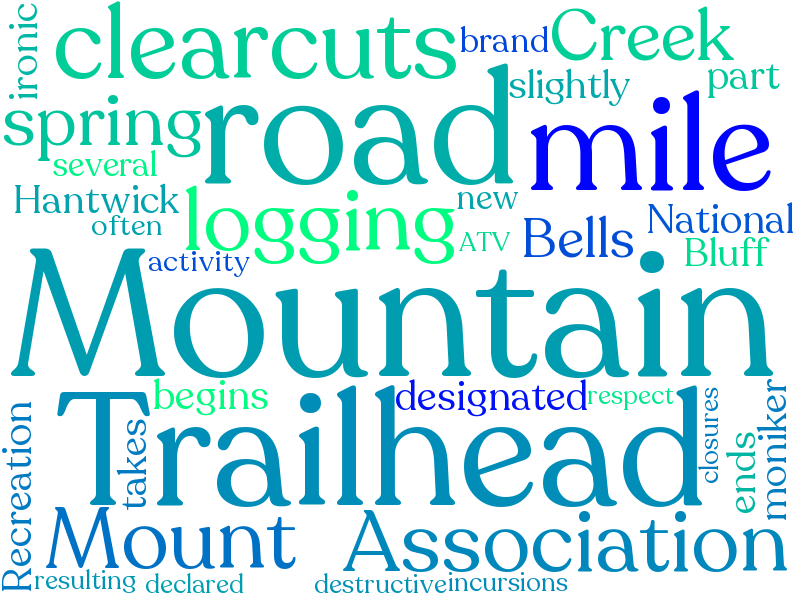 ironic
clearcuts
brand
Creek
slightly
part
spring
road
mile
several
Hantwick
often
logging
new
ATV
Bells
National
Bluff
activity
Mountain
begins
designated
respect
Trailhead
closures
moniker
Recreation
takes
ends
Mount
Association
resulting
declared
destructive
incursions